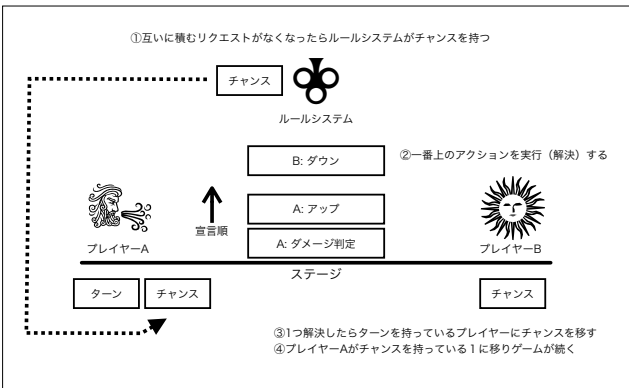 ①互いに積むリクエストがなくなったらルールシステムがチャンスを持つ
チャンス
ルールシステム
B: ダウン
②一番上のアクションを実行（解決）する
A: アップ
宣言順
A: ダメージ判定
プレイヤーA
プレイヤーB
ステージ
ターン
チャンス
チャンス
③1つ解決したらターンを持っているプレイヤーにチャンスを移す
④プレイヤーAがチャンスを持っている１に移りゲームが続く